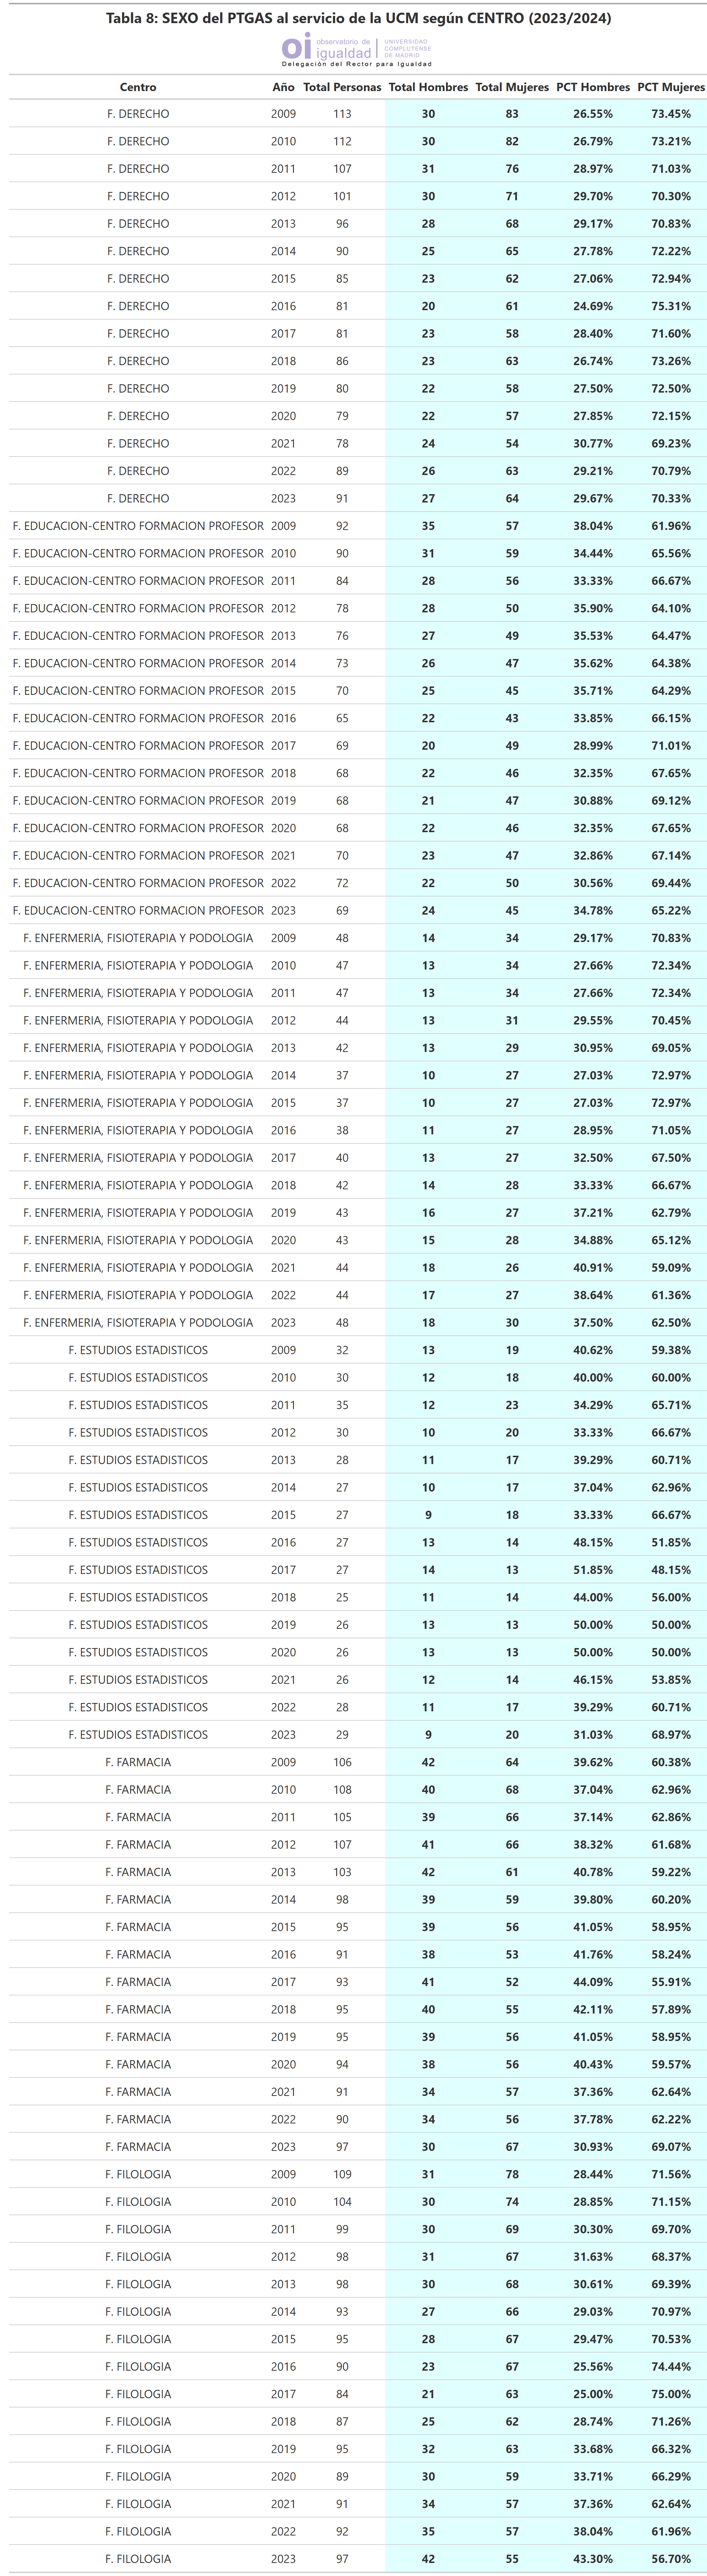 Tabla 8: SEXO del PTGAS al servicio de la UCM según CENTRO (2023/2024)
oi observatorio de igualdad | UNIVERSIDAD COMPLUTENSE DE MADRID
Delegación del Rector para Igualdad
Centro Año Total Personas Total Hombres Total Mujeres PCT Hombres PCT Mujeres
F. DERECHO 2009 113 30 83 26.55% 73.45%
F. DERECHO 2010 112 30 82 26.79% 73.21%
F. DERECHO 2011 107 31 76 28.97% 71.03%
F. DERECHO 2012 101 30 71 29.70% 70.30%
F. DERECHO 2013 96 28 68 29.17% 70.83%
F. DERECHO 2014 90 25 65 27.78% 72.22%
F. DERECHO 2015 85 23 62 27.06% 72.94%
F. DERECHO 2016 81 20 61 24.69% 75.31%
F. DERECHO 2017 81 23 58 28.40% 71.60%
F. DERECHO 2018 86 23 63 26.74% 73.26%
F. DERECHO 2019 80 22 58 27.50% 72.50%
F. DERECHO 2020 79 22 57 27.85% 72.15%
F. DERECHO 2021 78 24 54 30.77% 69.23%
F. DERECHO 2022 89 26 63 29.21% 70.79%
F. DERECHO 2023 91 27 64 29.67% 70.33%
F. EDUCACION-CENTRO FORMACION PROFESOR 2009 92 35 57 38.04% 61.96%
F. EDUCACION-CENTRO FORMACION PROFESOR 2010 90 31 59 34.44% 65.56%
F. EDUCACION-CENTRO FORMACION PROFESOR 2011 84 28 56 33.33% 66.67%
F. EDUCACION-CENTRO FORMACION PROFESOR 2012 78 28 50 35.90% 64.10%
F. EDUCACION-CENTRO FORMACION PROFESOR 2013 76 27 49 35.53% 64.47%
F. EDUCACION-CENTRO FORMACION PROFESOR 2014 73 26 47 35.62% 64.38%
F. EDUCACION-CENTRO FORMACION PROFESOR 2015 70 25 45 35.71% 64.29%
F. EDUCACION-CENTRO FORMACION PROFESOR 2016 65 22 43 33.85% 66.15%
F. EDUCACION-CENTRO FORMACION PROFESOR 2017 69 20 49 28.99% 71.01%
F. EDUCACION-CENTRO FORMACION PROFESOR 2018 68 22 46 32.35% 67.65%
F. EDUCACION-CENTRO FORMACION PROFESOR 2019 68 21 47 30.88% 69.12%
F. EDUCACION-CENTRO FORMACION PROFESOR 2020 68 22 46 32.35% 67.65%
F. EDUCACION-CENTRO FORMACION PROFESOR 2021 70 23 47 32.86% 67.14%
F. EDUCACION-CENTRO FORMACION PROFESOR 2022 72 22 50 30.56% 69.44%
F. EDUCACION-CENTRO FORMACION PROFESOR 2023 69 24 45 34.78% 65.22%
F. ENFERMERIA, FISIOTERAPIA Y PODOLOGIA 2009 48 14 34 29.17% 70.83%
F. ENFERMERIA, FISIOTERAPIA Y PODOLOGIA 2010 47 13 34 27.66% 72.34%
F. ENFERMERIA, FISIOTERAPIA Y PODOLOGIA 2011 47 13 34 27.66% 72.34%
F. ENFERMERIA, FISIOTERAPIA Y PODOLOGIA 2012 44 13 31 29.55% 70.45%
F. ENFERMERIA, FISIOTERAPIA Y PODOLOGIA 2013 42 13 29 30.95% 69.05%
F. ENFERMERIA, FISIOTERAPIA Y PODOLOGIA 2014 37 10 27 27.03% 72.97%
F. ENFERMERIA, FISIOTERAPIA Y PODOLOGIA 2015 37 10 27 27.03% 72.97%
F. ENFERMERIA, FISIOTERAPIA Y PODOLOGIA 2016 38 11 27 28.95% 71.05%
F. ENFERMERIA, FISIOTERAPIA Y PODOLOGIA 2017 40 13 27 32.50% 67.50%
F. ENFERMERIA, FISIOTERAPIA Y PODOLOGIA 2018 42 14 28 33.33% 66.67%
F. ENFERMERIA, FISIOTERAPIA Y PODOLOGIA 2019 43 16 27 37.21% 62.79%
F. ENFERMERIA, FISIOTERAPIA Y PODOLOGIA 2020 43 15 28 34.88% 65.12%
F. ENFERMERIA, FISIOTERAPIA Y PODOLOGIA 2021 44 18 26 40.91% 59.09%
F. ENFERMERIA, FISIOTERAPIA Y PODOLOGIA 2022 44 17 27 38.64% 61.36%
F. ENFERMERIA, FISIOTERAPIA Y PODOLOGIA 2023 48 18 30 37.50% 62.50%
F. ESTUDIOS ESTADISTICOS 2009 32 13 19 40.62% 59.38%
F. ESTUDIOS ESTADISTICOS 2010 30 12 18 40.00% 60.00%
F. ESTUDIOS ESTADISTICOS 2011 35 12 23 34.29% 65.71%
F. ESTUDIOS ESTADISTICOS 2012 30 10 20 33.33% 66.67%
F. ESTUDIOS ESTADISTICOS 2013 28 11 17 39.29% 60.71%
F. ESTUDIOS ESTADISTICOS 2014 27 10 17 37.04% 62.96%
F. ESTUDIOS ESTADISTICOS 2015 27 9 18 33.33% 66.67%
F. ESTUDIOS ESTADISTICOS 2016 27 13 14 48.15% 51.85%
F. ESTUDIOS ESTADISTICOS 2017 27 14 13 51.85% 48.15%
F. ESTUDIOS ESTADISTICOS 2018 25 11 14 44.00% 56.00%
F. ESTUDIOS ESTADISTICOS 2019 26 13 13 50.00% 50.00%
F. ESTUDIOS ESTADISTICOS 2020 26 13 13 50.00% 50.00%
F. ESTUDIOS ESTADISTICOS 2021 26 12 14 46.15% 53.85%
F. ESTUDIOS ESTADISTICOS 2022 28 11 17 39.29% 60.71%
F. ESTUDIOS ESTADISTICOS 2023 29 9 20 31.03% 68.97%
F. FARMACIA 2009 106 42 64 39.62% 60.38%
F. FARMACIA 2010 108 40 68 37.04% 62.96%
F. FARMACIA 2011 105 39 66 37.14% 62.86%
F. FARMACIA 2012 107 41 66 38.32% 61.68%
F. FARMACIA 2013 103 42 61 40.78% 59.22%
F. FARMACIA 2014 98 39 59 39.80% 60.20%
F. FARMACIA 2015 95 39 56 41.05% 58.95%
F. FARMACIA 2016 91 38 53 41.76% 58.24%
F. FARMACIA 2017 93 41 52 44.09% 55.91%
F. FARMACIA 2018 95 40 55 42.11% 57.89%
F. FARMACIA 2019 95 39 56 41.05% 58.95%
F. FARMACIA 2020 94 38 56 40.43% 59.57%
F. FARMACIA 2021 91 34 57 37.36% 62.64%
F. FARMACIA 2022 90 34 56 37.78% 62.22%
F. FARMACIA 2023 97 30 67 30.93% 69.07%
F. FILOLOGIA 2009 109 31 78 28.44% 71.56%
F. FILOLOGIA 2010 104 30 74 28.85% 71.15%
F. FILOLOGIA 2011 99 30 69 30.30% 69.70%
F. FILOLOGIA 2012 98 31 67 31.63% 68.37%
F. FILOLOGIA 2013 98 30 68 30.61% 69.39%
F. FILOLOGIA 2014 93 27 66 29.03% 70.97%
F. FILOLOGIA 2015 95 28 67 29.47% 70.53%
F. FILOLOGIA 2016 90 23 67 25.56% 74.44%
F. FILOLOGIA 2017 84 21 63 25.00% 75.00%
F. FILOLOGIA 2018 87 25 62 28.74% 71.26%
F. FILOLOGIA 2019 95 32 63 33.68% 66.32%
F. FILOLOGIA 2020 89 30 59 33.71% 66.29%
F. FILOLOGIA 2021 91 34 57 37.36% 62.64%
F. FILOLOGIA 2022 92 35 57 38.04% 61.96%
F. FILOLOGIA 2023 97 42 55 43.30% 56.70%